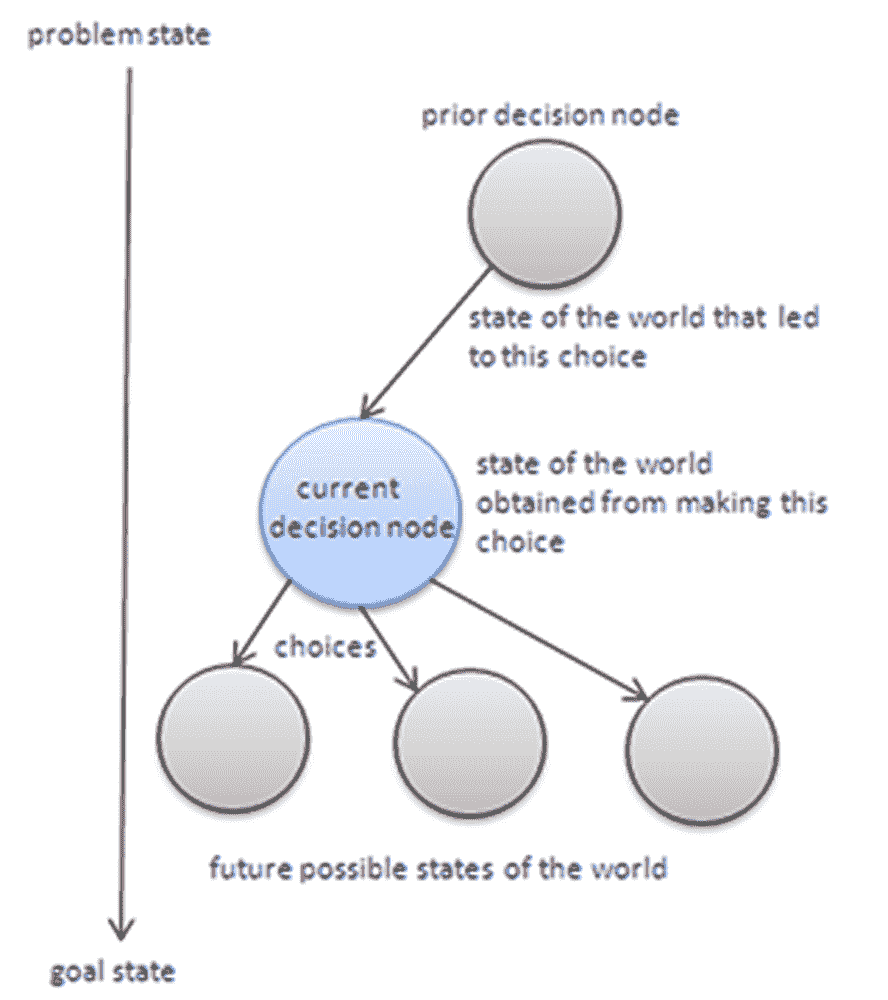 problem state
prior decision node
state of the world that led
to this choice
current
decision node
state of the world
obtained from making this
choice
choices
future possible states of the world
goal state